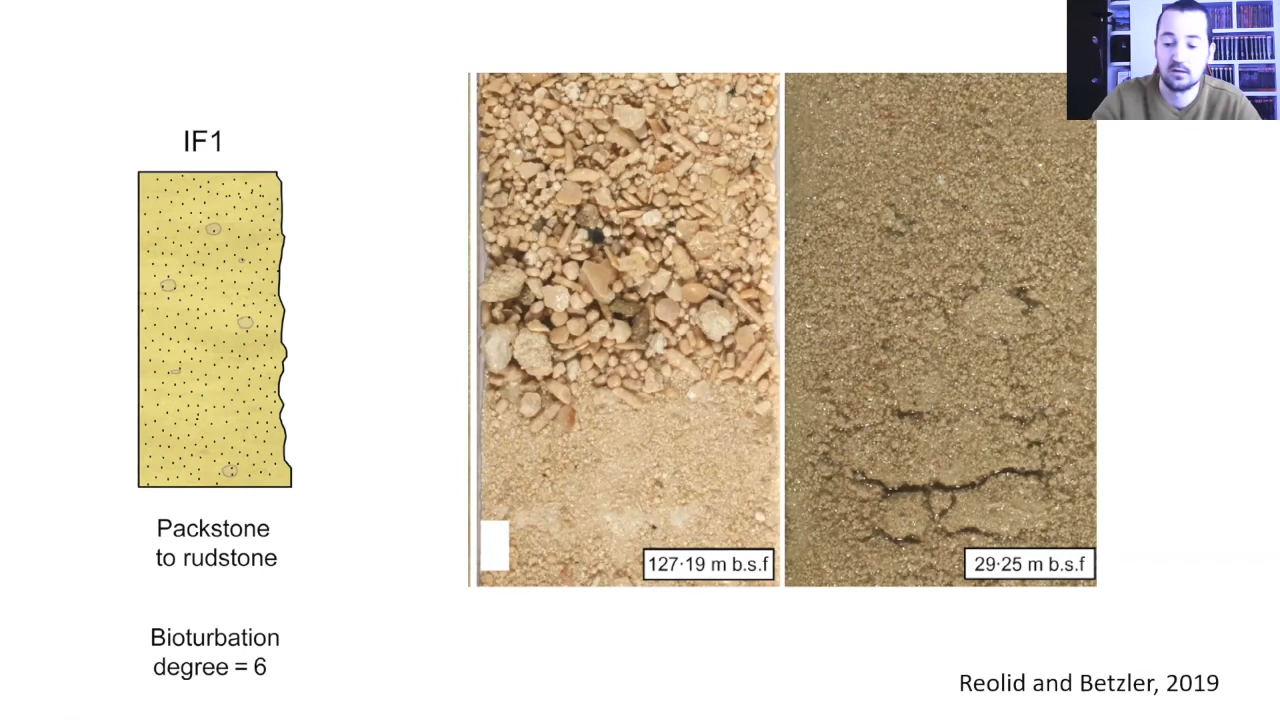 IF1
Packstone
to rudstone
Bioturbation
degree = 6
127·19 m b.s.f
29·25 m b.s.f
Reolid and Betzler, 2019